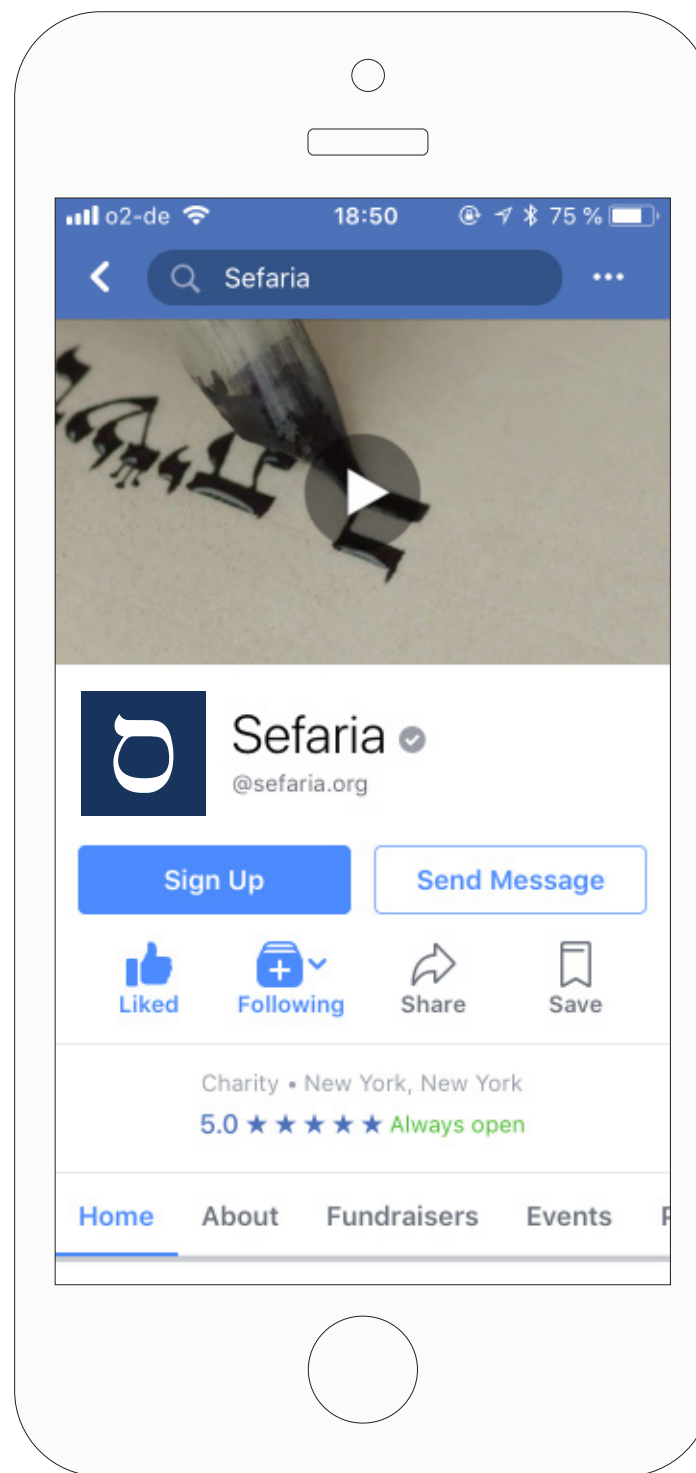 o2-de 18:50 75 %
Sefaria
ס
Sefaria
@sefaria.org
Sign Up Send Message
Liked Following Share Save
Charity • New York, New York
5.0 ★ ★ ★ ★ ★ Always open
Home About Fundraisers Events